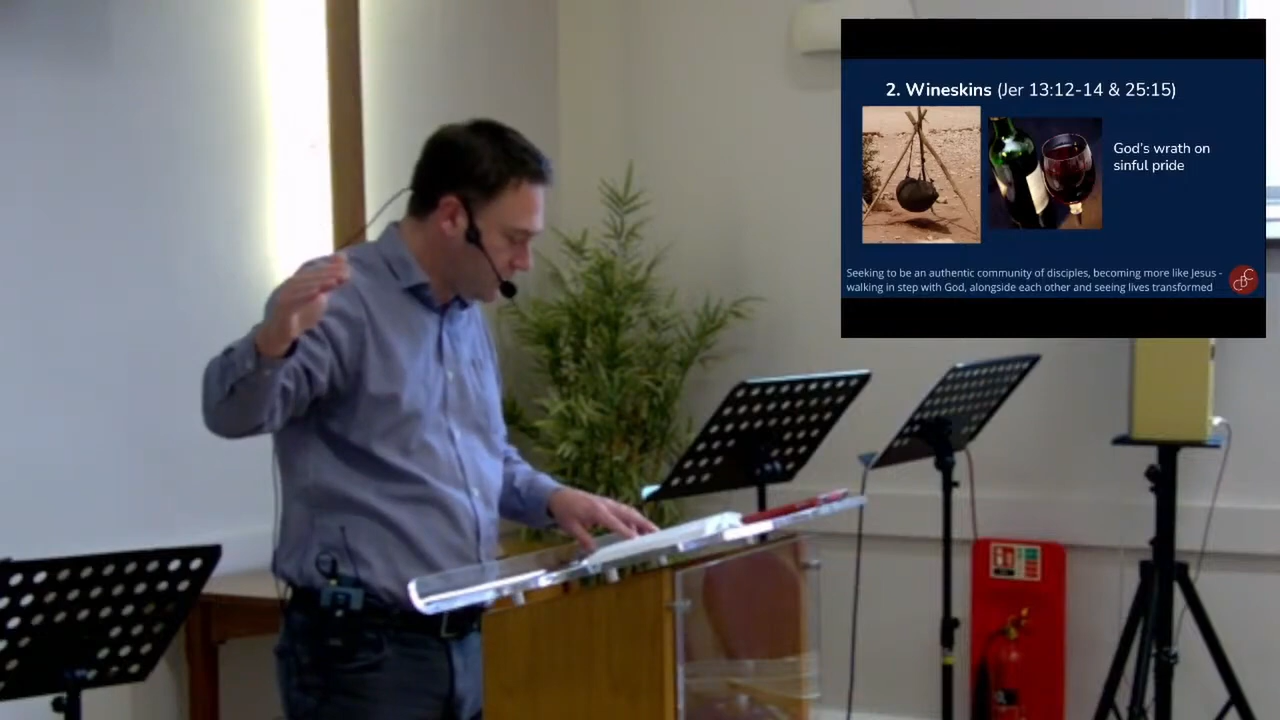 2. Wineskins (Jer 13:12-14 & 25:15)
God's wrath on
sinful pride
Seeking to be an authentic community of disciples, becoming more like Jesus -
walking in step with God, alongside each other and seeing lives transformed
CBC